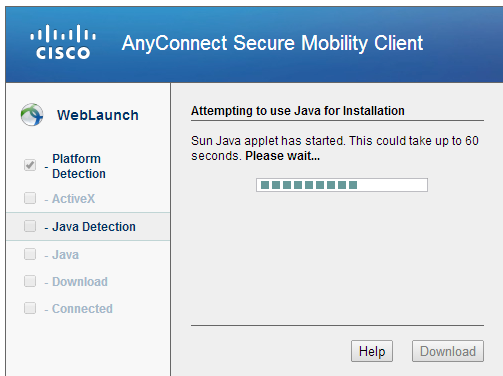 CISCO
AnyConnect Secure Mobility Client
WebLaunch
- Platform
Detection
- ActiveX
- Java Detection
- Java
- Download
- Connected
Attempting to use Java for Installation
Sun Java applet has started. This could take up to 60
seconds. Please wait...
Help
Download